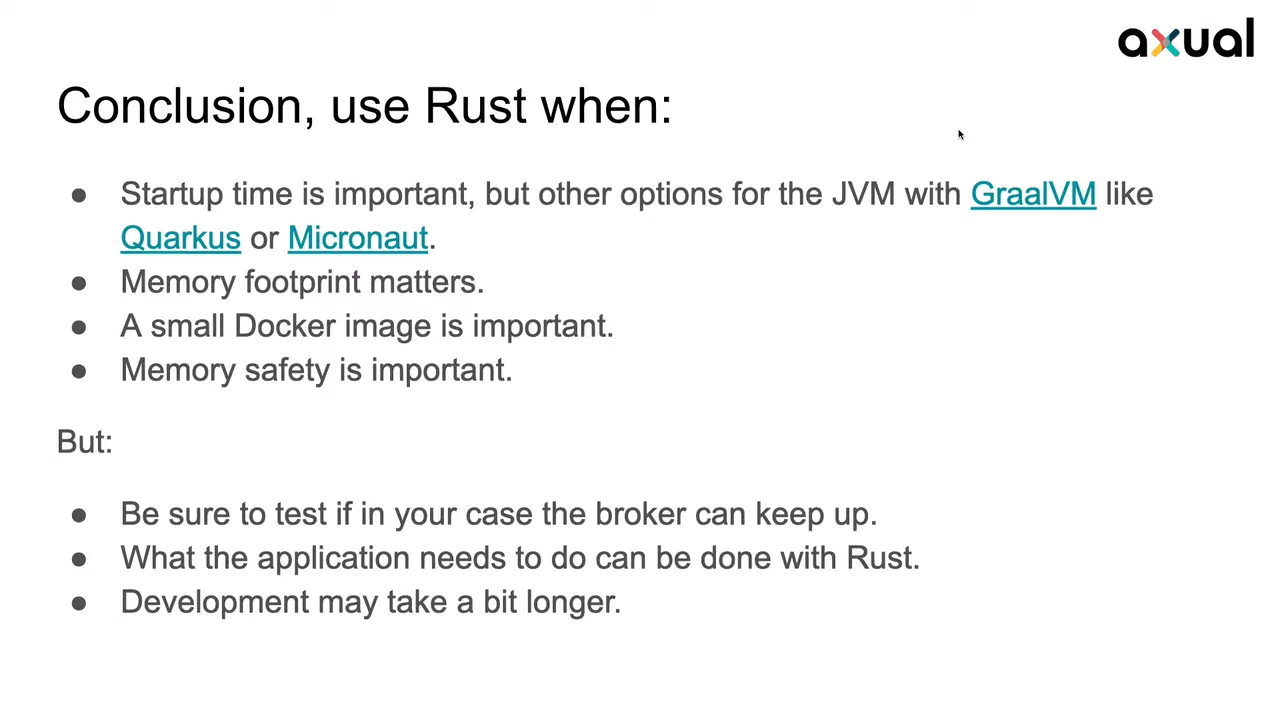 axual
Conclusion, use Rust when:
● Startup time is important, but other options for the JVM with GraalVM like
Quarkus or Micronaut.
● Memory footprint matters.
● A small Docker image is important.
● Memory safety is important.
But:
● Be sure to test if in your case the broker can keep up.
● What the application needs to do can be done with Rust.
● Development may take a bit longer.